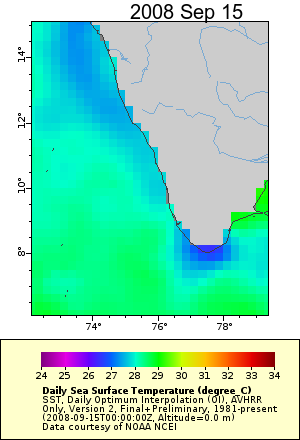 2008 Sep 15
14°
12°
10°
8°
74° 76° 78°
24 25 26 27 28 29 30 31 32 33 34
Daily Sea Surface Temperature (degree_C)
SST, Daily Optimum Interpolation (OI), AVHRR
Only, Version 2, Final+Preliminary, 1981-present
(2008-09-15T00:00:00Z, Altitude=0.0 m)
Data courtesy of NOAA NCEI